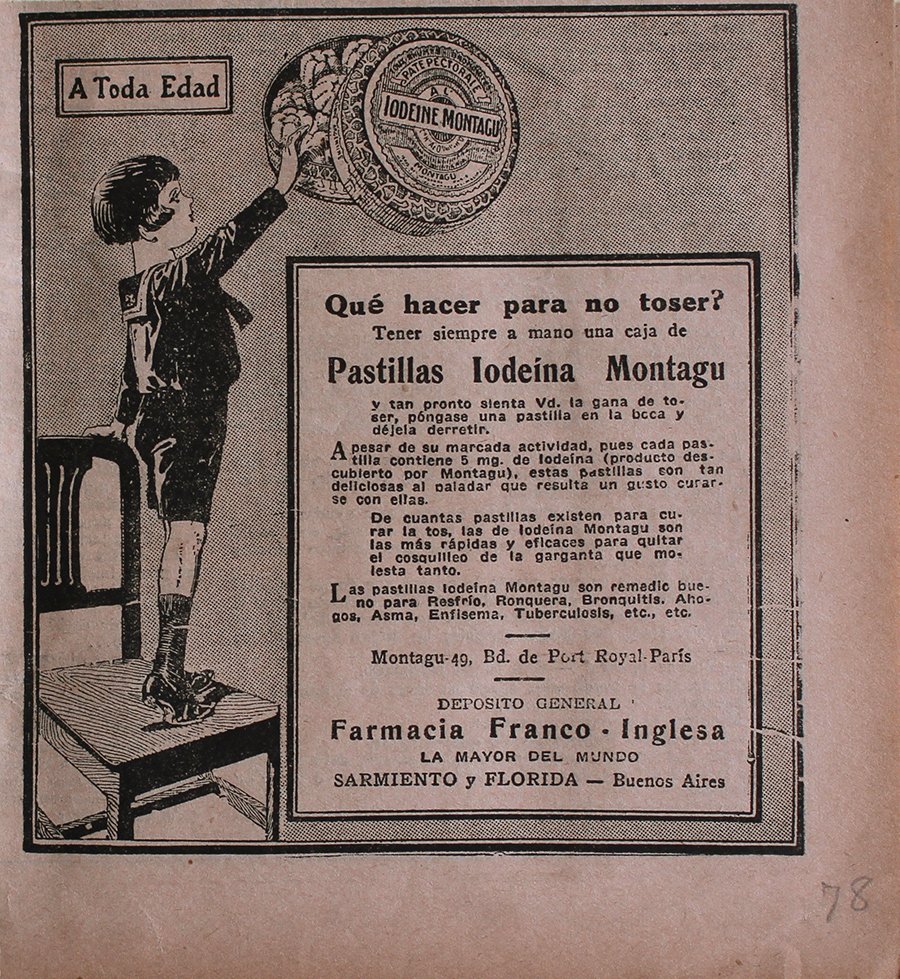 A Toda Edad
PATE PECTORALE
A L'
IODEINE MONTAGU
MONTAGU
Qué hacer para no toser?
Tener siempre a mano una caja de
Pastillas Iodeína Montagu
y tan pronto sienta Vd. la gana de to-
ser, póngase una pastilla en la boca y
déjela derretir.
A pesar de su marcada actividad, pues cada pas-
tilla contiene 5 mg. de Iodeína (producto des-
cubierto por Montagu), estas pastillas son tan
deliciosas al paladar que resulta un gusto curar-
se con ellas.
De cuantas pastillas existen para cu-
rar la tos, las de Iodeína Montagu son
las más rápidas y eficaces para quitar
el cosquilleo de la garganta que mo-
lesta tanto.
Las pastillas Iodeína Montagu son remedio bue-
no para Resfrío, Ronquera, Bronquitis, Aho-
gos, Asma, Enfisema, Tuberculosis, etc., etc.
Montagu-49, Bd. de Port Royal-París
DEPOSITO GENERAL
Farmacia Franco - Inglesa
LA MAYOR DEL MUNDO
SARMIENTO y FLORIDA — Buenos Aires
78